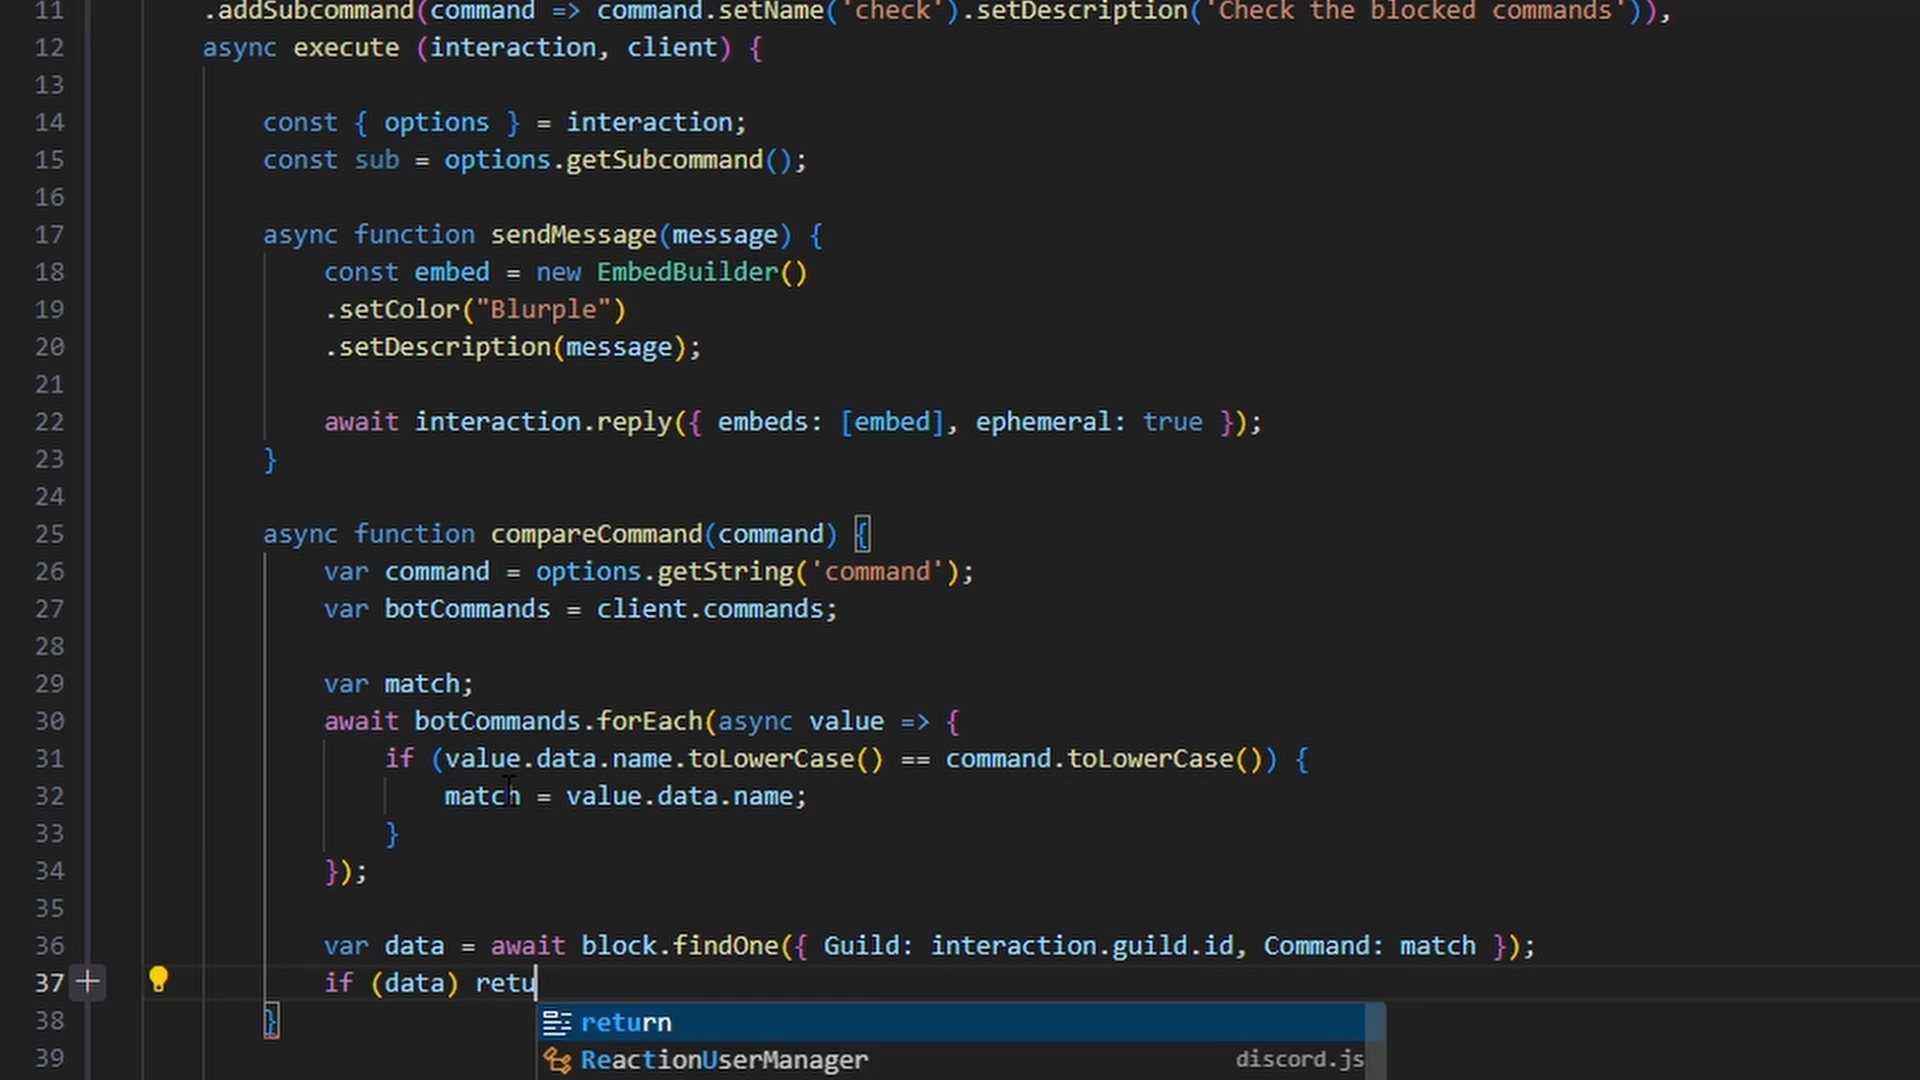 11 .addSubcommand(command => command.setName('check').setDescription('Check the blocked commands')),
12 async execute (interaction, client) {
13
14 const { options } = interaction;
15 const sub = options.getSubcommand();
16
17 async function sendMessage(message) {
18 const embed = new EmbedBuilder()
19 .setColor("Blurple")
20 .setDescription(message);
21
22 await interaction.reply({ embeds: [embed], ephemeral: true });
23 }
24
25 async function compareCommand(command) {
26 var command = options.getString('command');
27 var botCommands = client.commands;
28
29 var match;
30 await botCommands.forEach(async value => {
31 if (value.data.name.toLowerCase() == command.toLowerCase()) {
32 match = value.data.name;
33 }
34 });
35
36 var data = await block.findOne({ Guild: interaction.guild.id, Command: match });
37 if (data) retu
38 }
return
39
ReactionUserManager discord.js